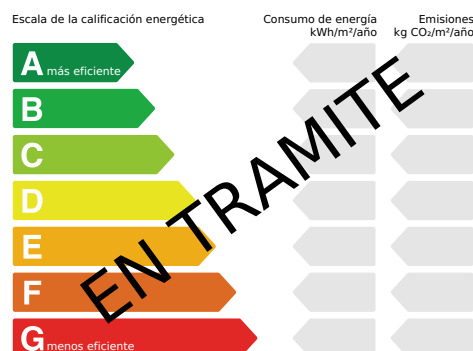 Escala de la calificación energética
Consumo de energía
kWh/m²/año
Emisiones
kg CO₂/m²/año
A más eficiente
B
C
D
E
F
G menos eficiente
EN TRAMITE